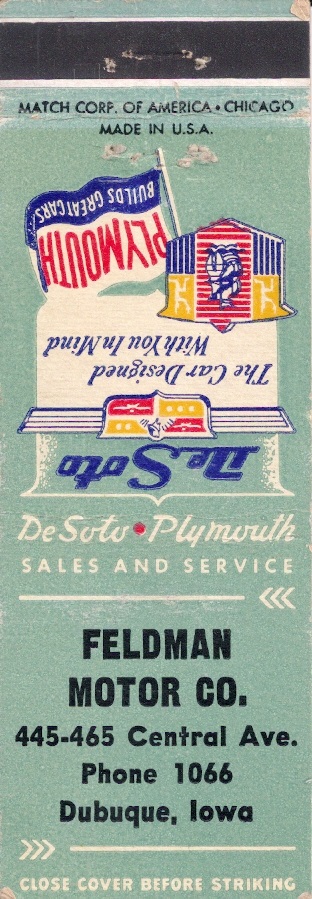 MATCH CORP. OF AMERICA • CHICAGO
MADE IN U.S.A.
DeSoto
The Car Designed
With You In Mind
PLYMOUTH
BUILDS GREAT CARS
DeSoto • Plymouth
SALES AND SERVICE
FELDMAN
MOTOR CO.
445-465 Central Ave.
Phone 1066
Dubuque, Iowa
CLOSE COVER BEFORE STRIKING